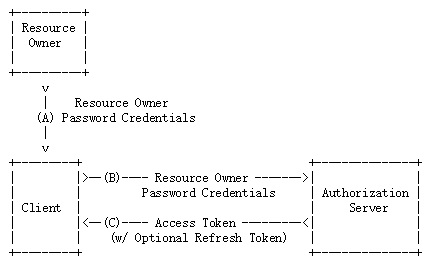 Resource
Owner
v
Resource Owner
(A) Password Credentials
v
>--(B)---- Resource Owner ------->
Password Credentials
Client
Authorization
Server
<--(C)---- Access Token ---------<
(w/ Optional Refresh Token)